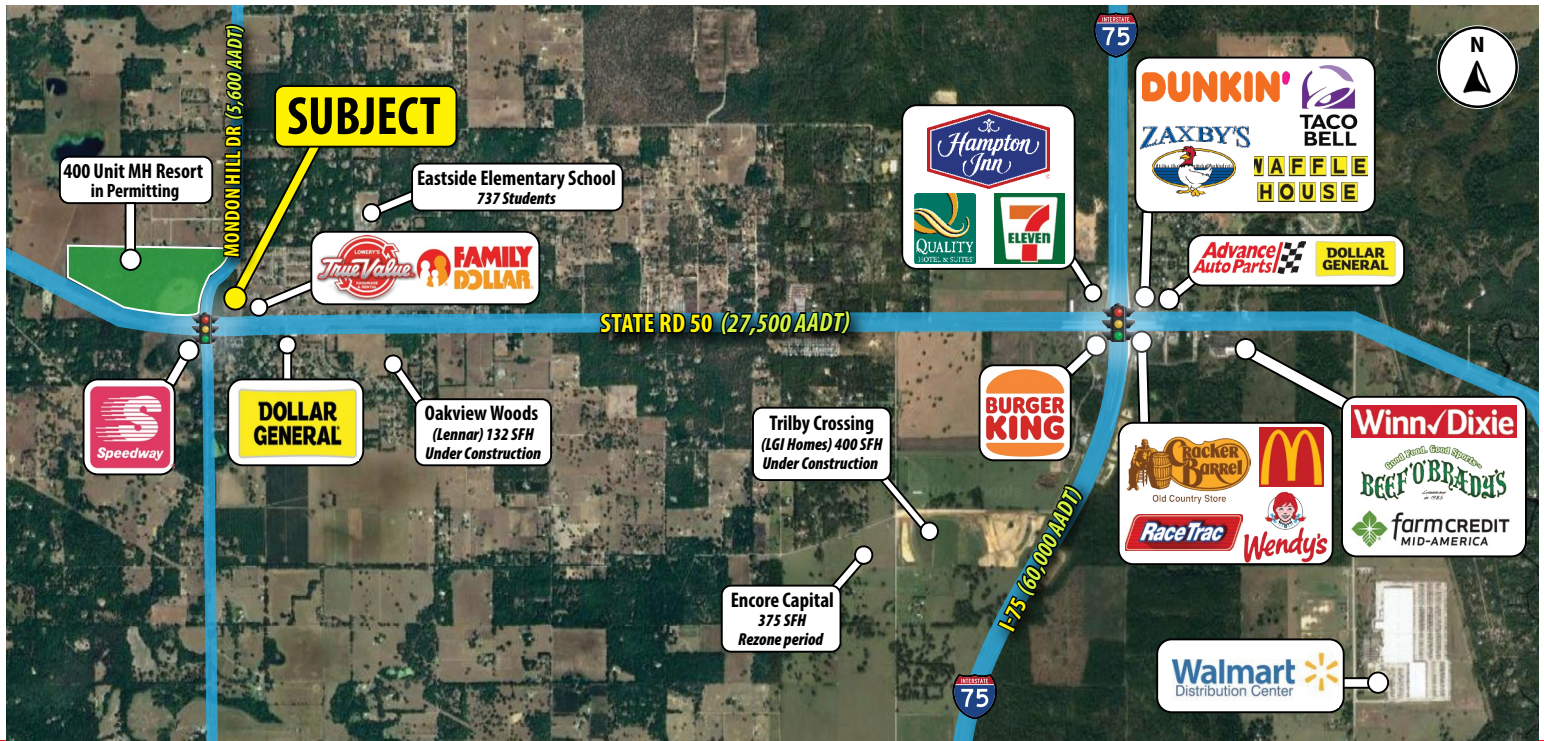 INTERSTATE
75
N
MONDON HILL DR (5,600 AADT)
SUBJECT
400 Unit MH Resort
in Permitting
Eastside Elementary School
737 Students
LOWERY'S
True Value
HARDWARE & RENTAL
FAMILY
DOLLAR
Hampton
Inn
QUALITY
HOTEL & SUITES
7
ELEVEN
DUNKIN'
TACO
BELL
ZAXBY'S
WAFFLE
HOUSE
Advance
Auto Parts
DOLLAR
GENERAL
STATE RD 50 (27,500 AADT)
S
Speedway
DOLLAR
GENERAL
Oakview Woods
(Lennar) 132 SFH
Under Construction
Trilby Crossing
(LGI Homes) 400 SFH
Under Construction
BURGER
KING
Cracker
Barrel
Old Country Store
RaceTrac
Wendy's
Winn Dixie
Good Food. Good Sports
BEEF 'O' BRADY'S
farm CREDIT
MID-AMERICA
Encore Capital
375 SFH
Rezone period
I-75 (60,000 AADT)
INTERSTATE
75
Walmart
Distribution Center